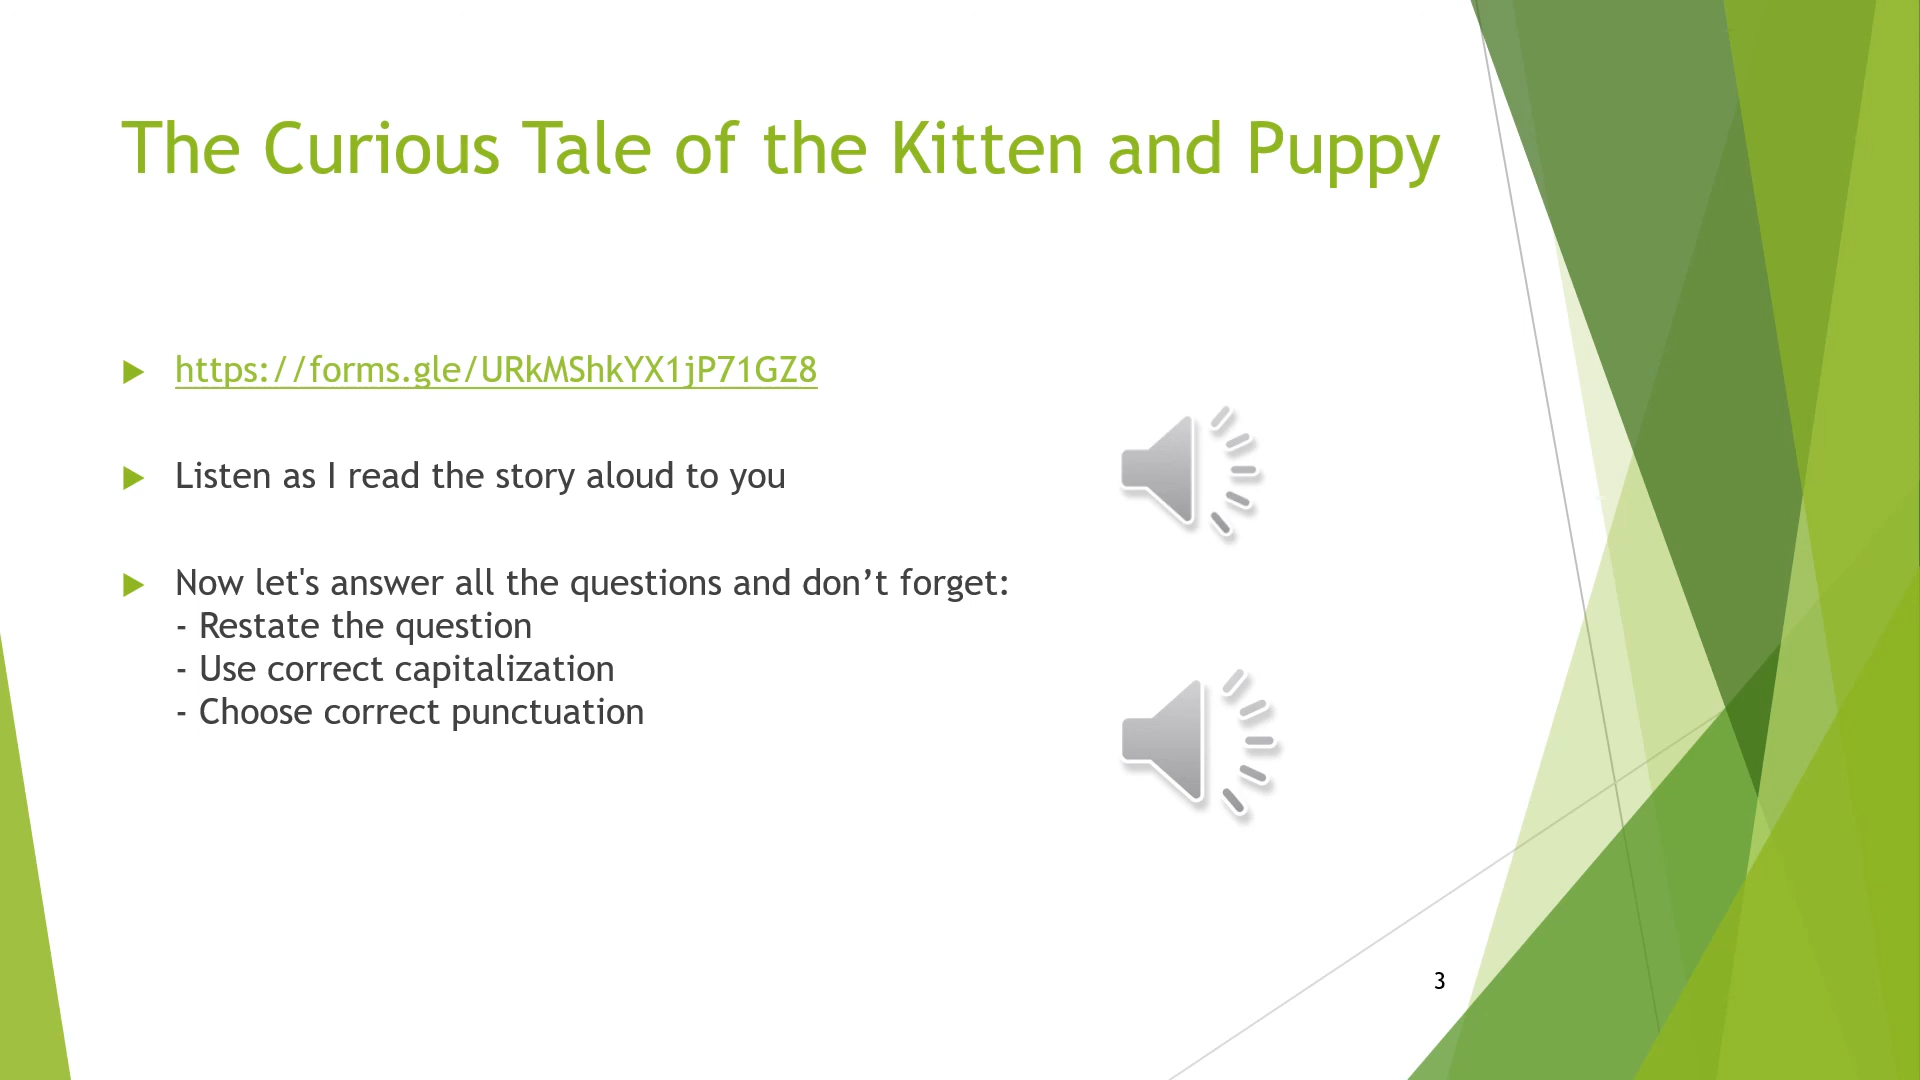 The Curious Tale of the Kitten and Puppy
https://forms.gle/URkMShkYX1jP71GZ8
Listen as I read the story aloud to you
Now let's answer all the questions and don’t forget:
- Restate the question
- Use correct capitalization
- Choose correct punctuation
3